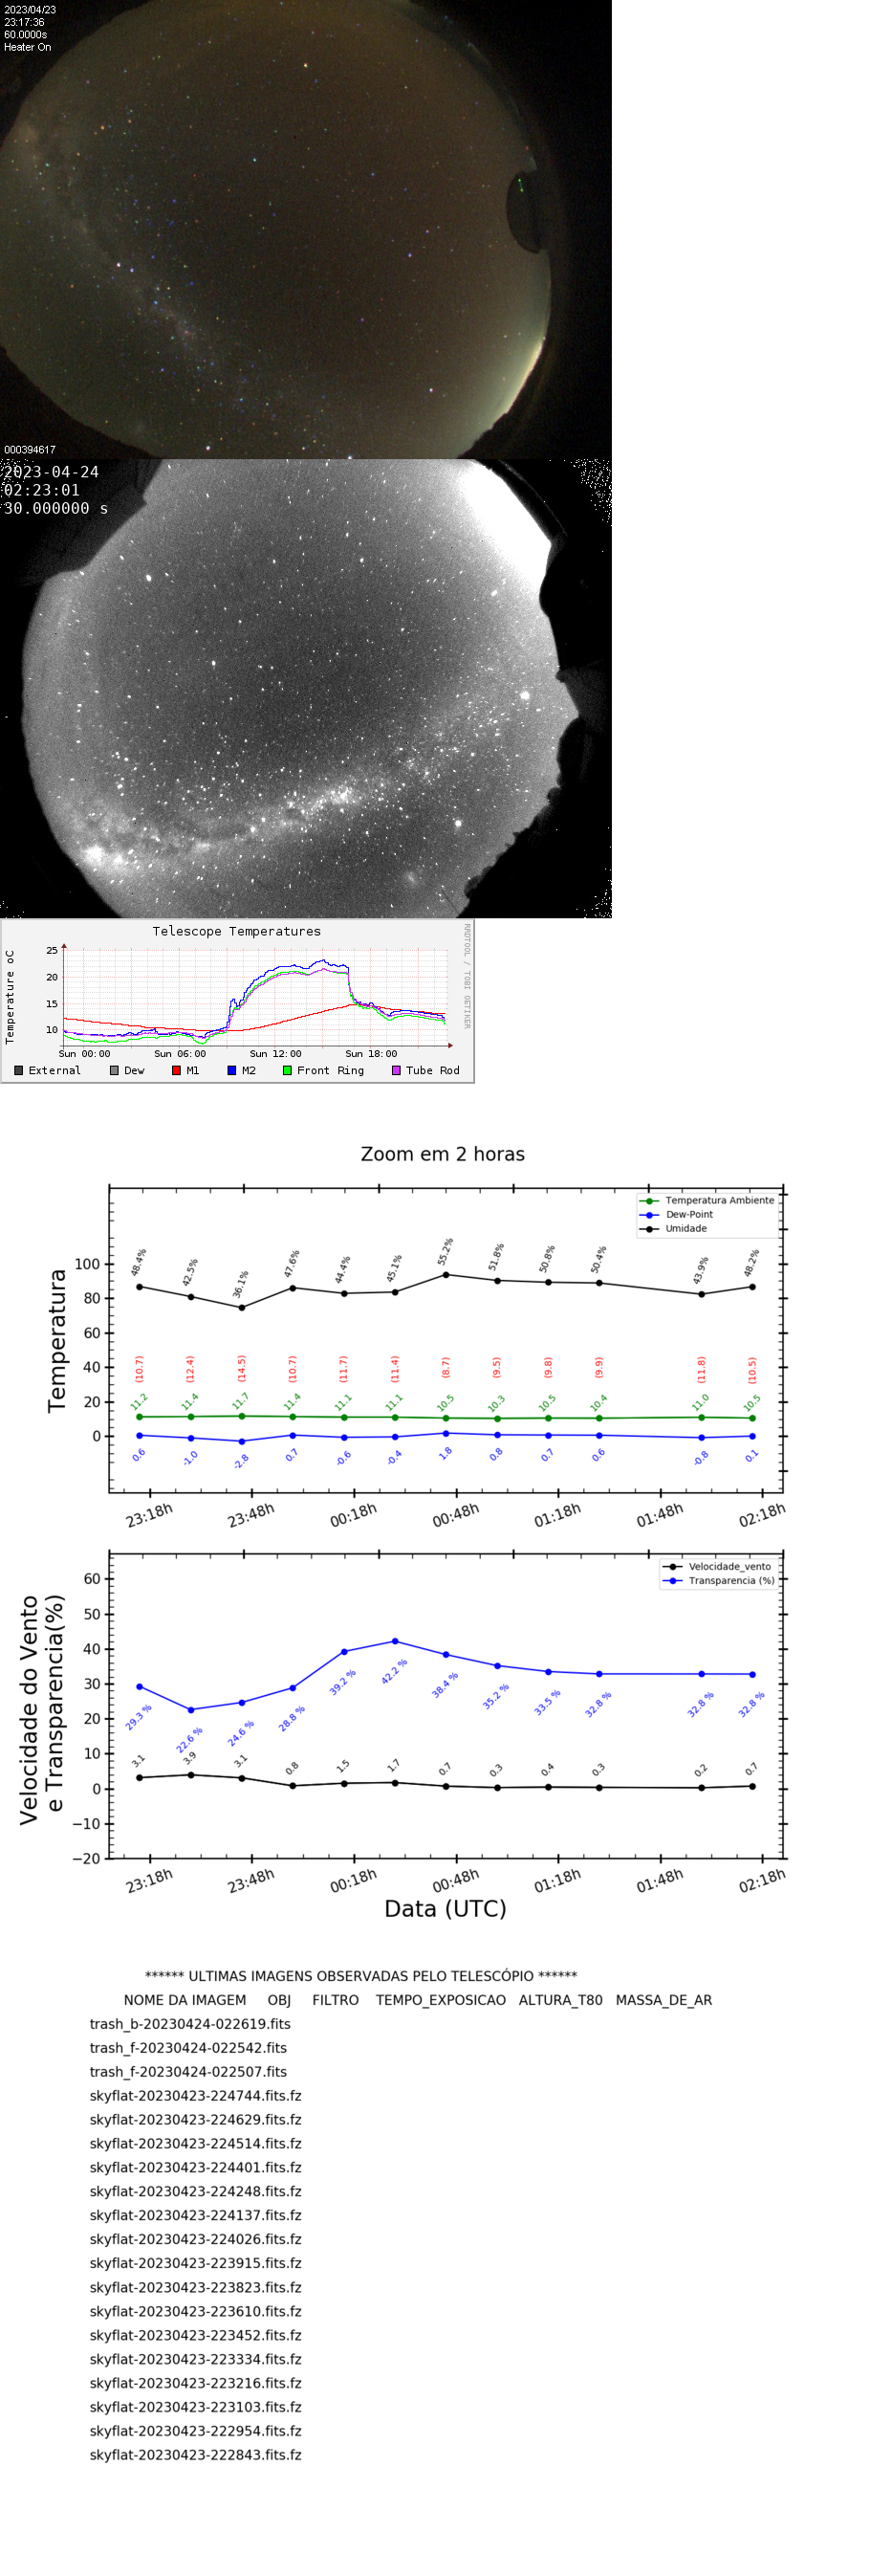 2023/04/23
23:17:36
60.0000s
Heater On
000394617
2023-04-24
02:23:01
30.000000 s
Telescope Temperatures
RRDTOOL / TOBI OETIKER
Temperature oC
25
20
15
10
Sun 00:00 Sun 06:00 Sun 12:00 Sun 18:00
External Dew M1 M2 Front Ring Tube Rod
Zoom em 2 horas
Temperatura Ambiente
Dew-Point
Umidade
Temperatura
100
80
60
40
20
0
48.4% 42.5% 36.1% 47.6% 44.4% 45.1% 55.2% 51.8% 50.8% 50.4% 43.9% 48.2%
(10.7) (12.4) (14.5) (10.7) (11.7) (11.4) (8.7) (9.5) (9.8) (9.9) (11.8) (10.5)
11.2 11.4 11.7 11.4 11.1 11.1 10.5 10.3 10.5 10.4 11.0 10.5
0.6 -1.0 -2.8 0.7 -0.6 -0.4 1.8 0.8 0.7 0.6 -0.8 0.1
23:18h 23:48h 00:18h 00:48h 01:18h 01:48h 02:18h
Velocidade_vento
Transparencia (%)
Velocidade do Vento
e Transparencia(%)
60
50
40
30
20
10
0
−10
−20
29.3 % 22.6 % 24.6 % 28.8 % 39.2 % 42.2 % 38.4 % 35.2 % 33.5 % 32.8 % 32.8 % 32.8 %
3.1 3.9 3.1 0.8 1.5 1.7 0.7 0.3 0.4 0.3 0.2 0.7
23:18h 23:48h 00:18h 00:48h 01:18h 01:48h 02:18h
Data (UTC)
****** ULTIMAS IMAGENS OBSERVADAS PELO TELESCÓPIO ******
NOME DA IMAGEM OBJ FILTRO TEMPO_EXPOSICAO ALTURA_T80 MASSA_DE_AR
trash_b-20230424-022619.fits
trash_f-20230424-022542.fits
trash_f-20230424-022507.fits
skyflat-20230423-224744.fits.fz
skyflat-20230423-224629.fits.fz
skyflat-20230423-224514.fits.fz
skyflat-20230423-224401.fits.fz
skyflat-20230423-224248.fits.fz
skyflat-20230423-224137.fits.fz
skyflat-20230423-224026.fits.fz
skyflat-20230423-223915.fits.fz
skyflat-20230423-223823.fits.fz
skyflat-20230423-223610.fits.fz
skyflat-20230423-223452.fits.fz
skyflat-20230423-223334.fits.fz
skyflat-20230423-223216.fits.fz
skyflat-20230423-223103.fits.fz
skyflat-20230423-222954.fits.fz
skyflat-20230423-222843.fits.fz